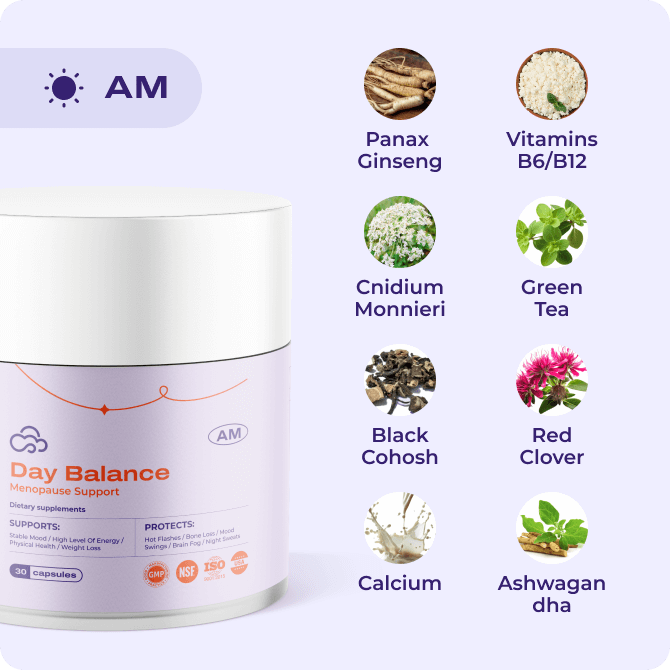 AM
Panax
Ginseng
Vitamins
B6/B12
Cnidium
Monnieri
Green
Tea
Black
Cohosh
Red
Clover
Calcium
Ashwagan
dha
AM
Day Balance
Menopause Support
Dietary supplements
SUPPORTS:
Stable Mood / High Level Of Energy /
Physical Health / Weight Loss
PROTECTS:
Hot Flashes / Bone Loss / Mood
Swings / Brain Fog / Night Sweats
30 capsules
GMP
NSF
ISO